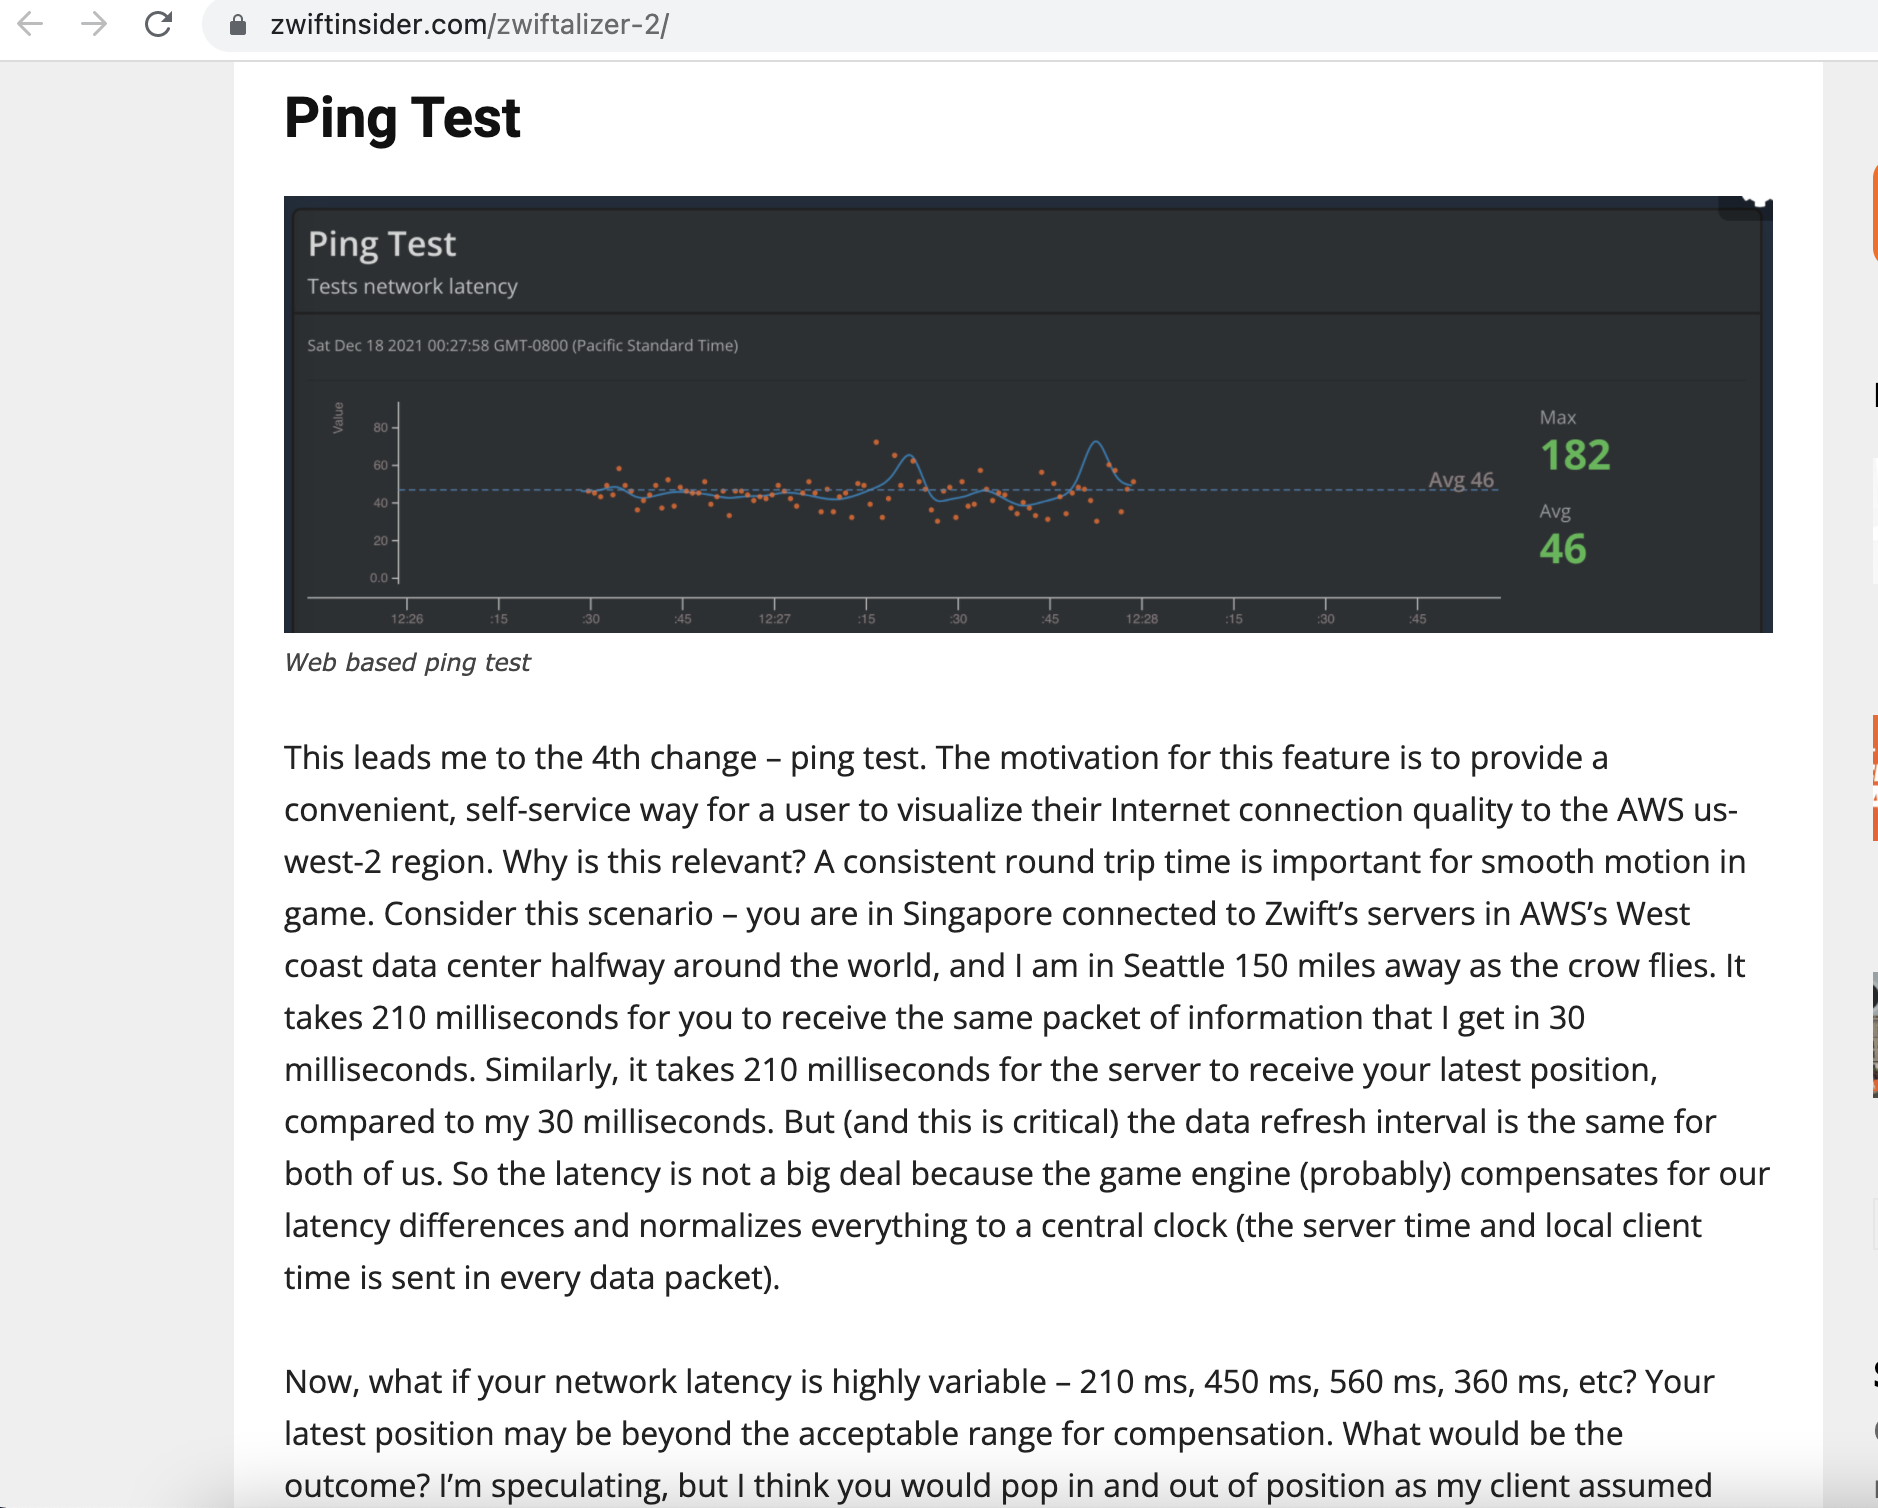 zwiftinsider.com/zwiftalizer-2/
Ping Test
Ping Test
Tests network latency
Sat Dec 18 2021 00:27:58 GMT-0800 (Pacific Standard Time)
Value
80
60
40
20
0.0
12:26 :15 :30 :45 12:27 :15 :30 :45 12:28 :15 :30 :45
Avg 46
Max
182
Avg
46
Web based ping test
This leads me to the 4th change – ping test. The motivation for this feature is to provide a
convenient, self-service way for a user to visualize their Internet connection quality to the AWS us-
west-2 region. Why is this relevant? A consistent round trip time is important for smooth motion in
game. Consider this scenario – you are in Singapore connected to Zwift’s servers in AWS’s West
coast data center halfway around the world, and I am in Seattle 150 miles away as the crow flies. It
takes 210 milliseconds for you to receive the same packet of information that I get in 30
milliseconds. Similarly, it takes 210 milliseconds for the server to receive your latest position,
compared to my 30 milliseconds. But (and this is critical) the data refresh interval is the same for
both of us. So the latency is not a big deal because the game engine (probably) compensates for our
latency differences and normalizes everything to a central clock (the server time and local client
time is sent in every data packet).
Now, what if your network latency is highly variable – 210 ms, 450 ms, 560 ms, 360 ms, etc? Your
latest position may be beyond the acceptable range for compensation. What would be the
outcome? I’m speculating, but I think you would pop in and out of position as my client assumed